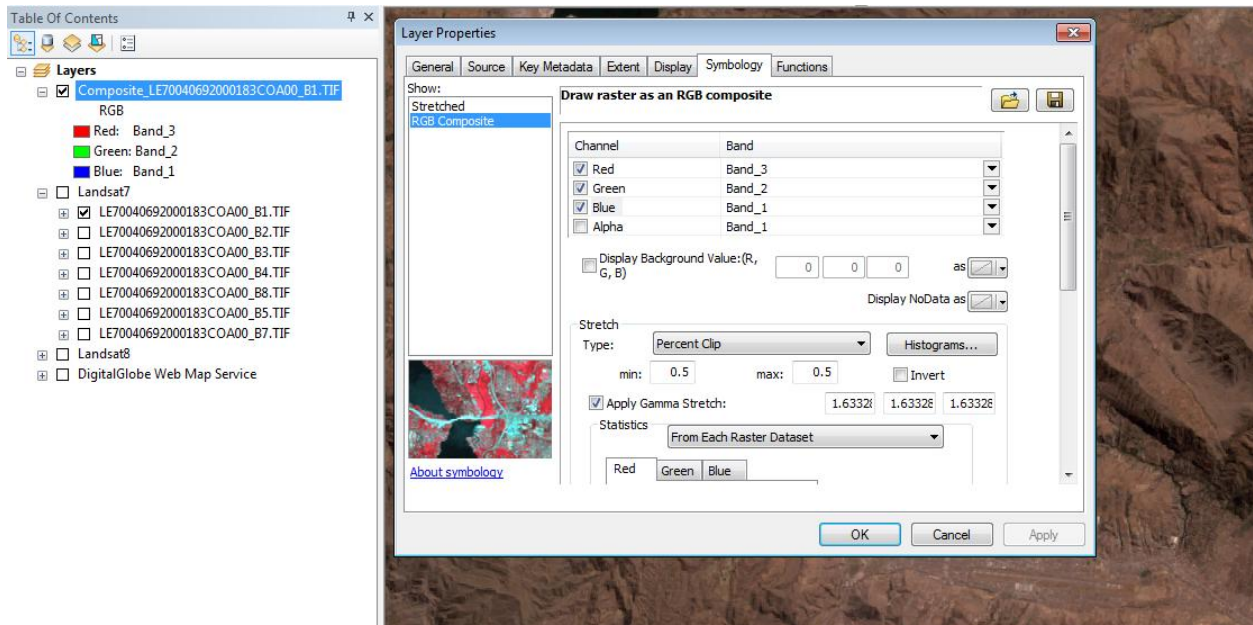 Table Of Contents
Layers
Composite_LE70040692000183COA00_B1.TIF
RGB
Red: Band_3
Green: Band_2
Blue: Band_1
Landsat7
LE70040692000183COA00_B1.TIF
LE70040692000183COA00_B2.TIF
LE70040692000183COA00_B3.TIF
LE70040692000183COA00_B4.TIF
LE70040692000183COA00_B8.TIF
LE70040692000183COA00_B5.TIF
LE70040692000183COA00_B7.TIF
Landsat8
DigitalGlobe Web Map Service
Layer Properties
General Source Key Metadata Extent Display Symbology Functions
Show:
Stretched
RGB Composite
About symbology
Draw raster as an RGB composite
Channel Band
Red Band_3
Green Band_2
Blue Band_1
Alpha Band_1
Display Background Value:(R,
G, B) 0 0 0 as
Display NoData as
Stretch
Type: Percent Clip Histograms...
min: 0.5 max: 0.5 Invert
Apply Gamma Stretch: 1.63328 1.63328 1.63328
Statistics
From Each Raster Dataset
Red Green Blue
OK Cancel Apply